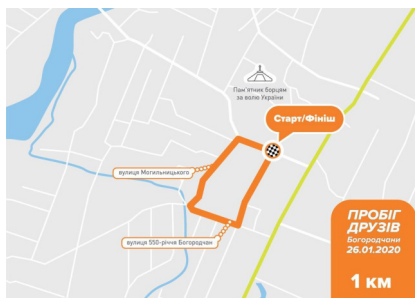 Пам'ятник борцям
за волю України
Старт/Фініш
вулиця Могильницького
вулиця 550-річчя Богородчан
ПРОБІГ
ДРУЗІВ
Богородчани
26.01.2020
1 км